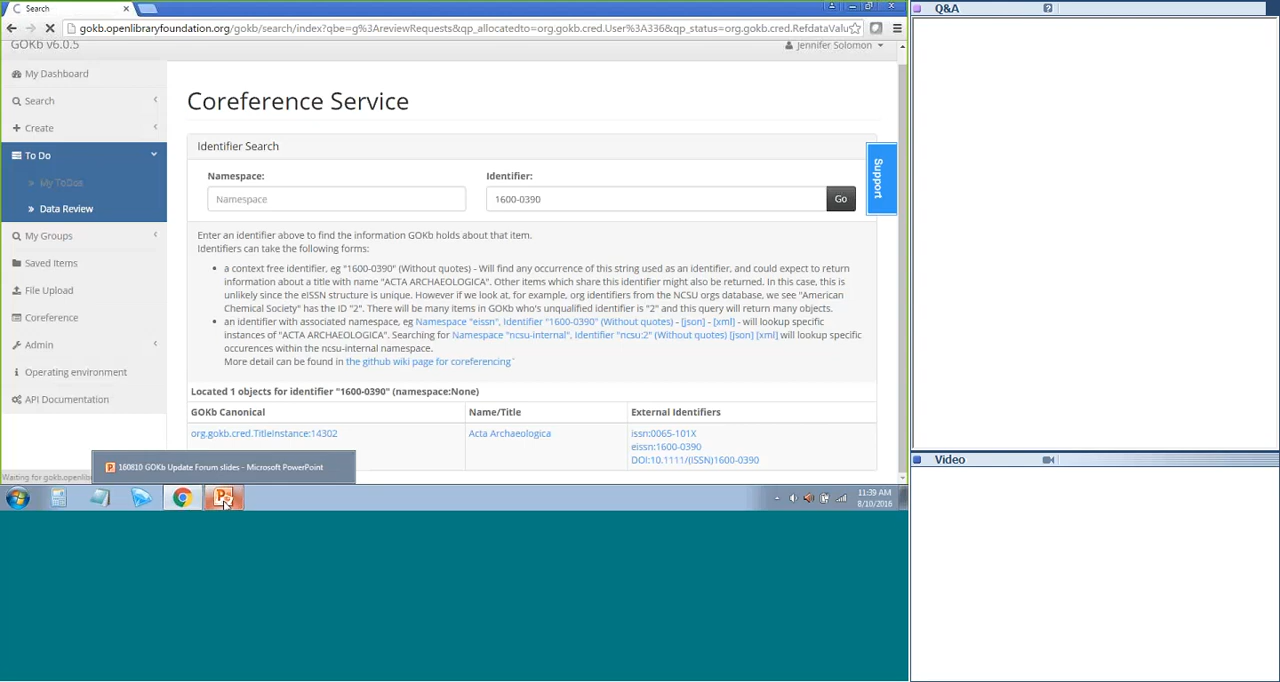 Search
gokb.openlibraryfoundation.org/gokb/search/index?qbe=g%3AreviewRequests&qp_allocatedto=org.gokb.cred.User%3A336&qp_status=org.gokb.cred.RefdataValu
GOKb v6.0.5
Jennifer Solomon
My Dashboard
Search
Create
To Do
My ToDos
Data Review
My Groups
Saved Items
File Upload
Coreference
Admin
Operating environment
API Documentation
Coreference Service
Identifier Search
Namespace:
Identifier:
Namespace
1600-0390
Go
Support
Enter an identifier above to find the information GOKb holds about that item.
Identifiers can take the following forms:
• a context free identifier, eg "1600-0390" (Without quotes) - Will find any occurrence of this string used as an identifier, and could expect to return
information about a title with name "ACTA ARCHAEOLOGICA". Other items which share this identifier might also be returned. In this case, this is
unlikely since the eISSN structure is unique. However if we look at, for example, org identifiers from the NCSU orgs database, we see "American
Chemical Society" has the ID "2". There will be many items in GOKb who's unqualified identifier is "2" and this query will return many objects.
• an identifier with associated namespace, eg Namespace "eissn", Identifier "1600-0390" (Without quotes) - [json] - [xml] - will lookup specific
instances of "ACTA ARCHAEOLOGICA". Searching for Namespace "ncsu-internal", Identifier "ncsu:2" (Without quotes) [json] [xml] will lookup specific
occurences within the ncsu-internal namespace.
More detail can be found in the github wiki page for coreferencing`
Located 1 objects for identifier "1600-0390" (namespace:None)
GOKb Canonical
Name/Title
External Identifiers
org.gokb.cred.TitleInstance:14302
Acta Archaeologica
issn:0065-101X
eissn:1600-0390
DOI:10.1111/(ISSN)1600-0390
160810 GOKb Update Forum slides - Microsoft PowerPoint
Waiting for gokb.openlib
11:39 AM
8/10/2016
Q&A
Video